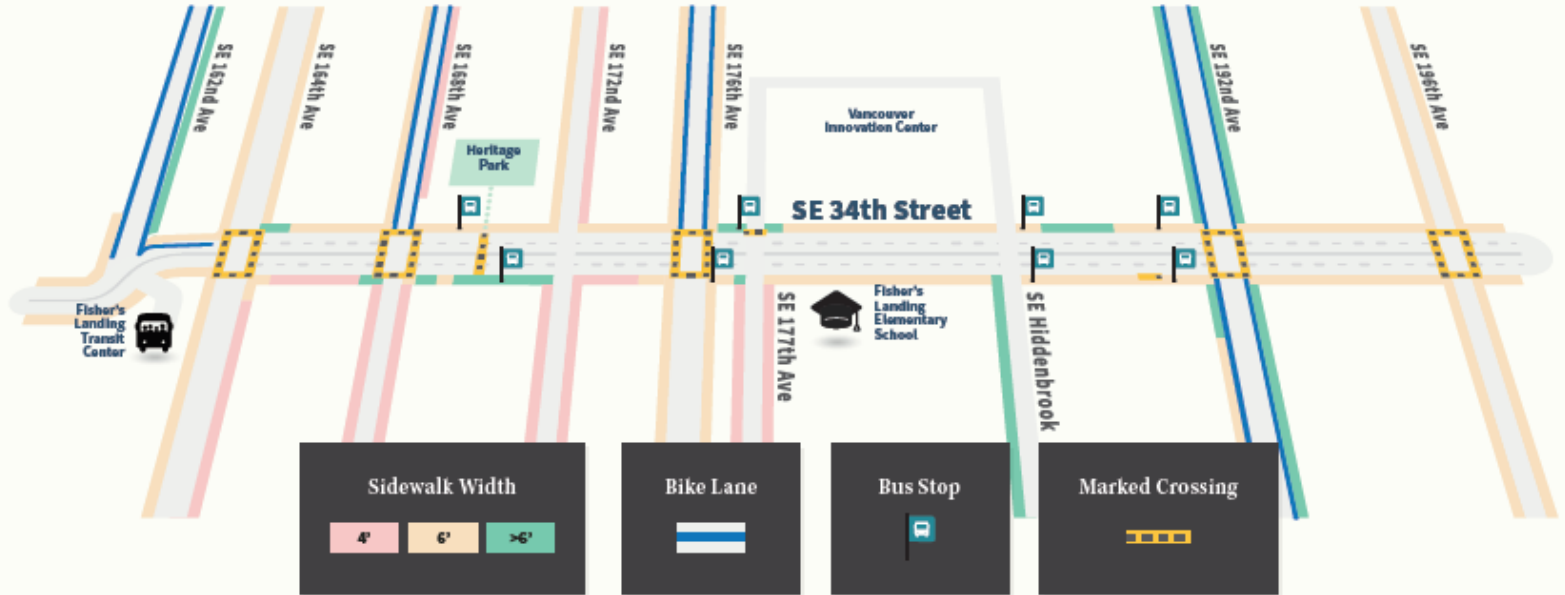 SE 162nd Ave
SE 164th Ave
SE 168th Ave
SE 172nd Ave
SE 176th Ave
SE 192nd Ave
SE 196th Ave
Vancouver
Innovation Center
Heritage
Park
SE 34th Street
Fisher's
Landing
Transit
Center
SE 177th Ave
Fisher's
Landing
Elementary
School
SE Hiddenbrook
Sidewalk Width
4'
6'
>6'
Bike Lane
Bus Stop
Marked Crossing